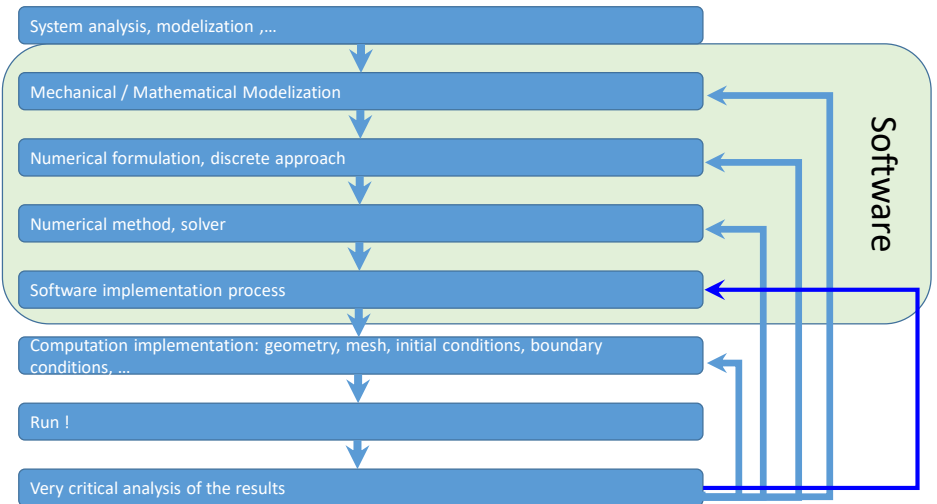 System analysis, modelization ,...
Mechanical / Mathematical Modelization
Numerical formulation, discrete approach
Numerical method, solver
Software implementation process
Computation implementation: geometry, mesh, initial conditions, boundary
conditions, ...
Run !
Very critical analysis of the results
Software